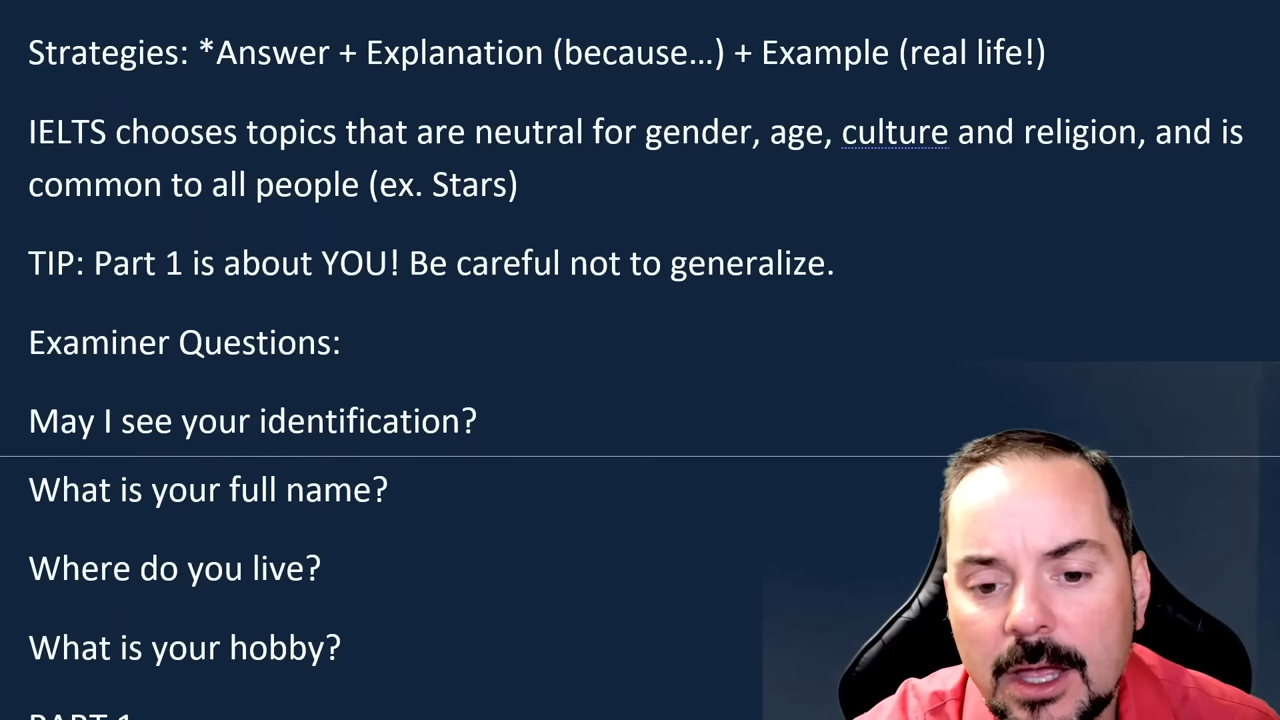 Strategies: *Answer + Explanation (because…) + Example (real life!)
IELTS chooses topics that are neutral for gender, age, culture and religion, and is
common to all people (ex. Stars)
TIP: Part 1 is about YOU! Be careful not to generalize.
Examiner Questions:
May I see your identification?
What is your full name?
Where do you live?
What is your hobby?
PART 1